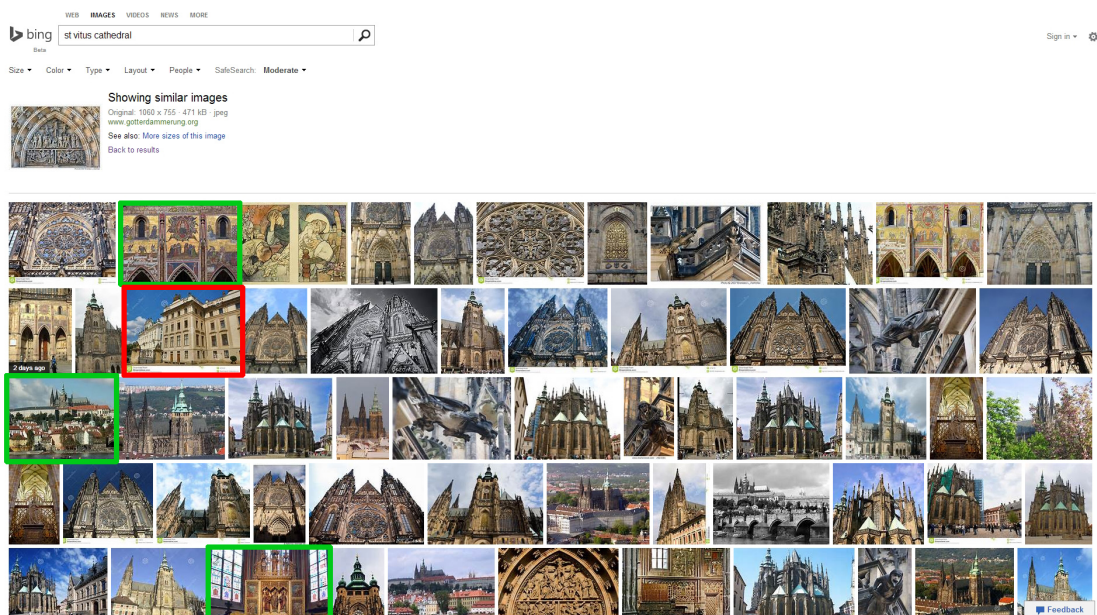 WEB IMAGES VIDEOS NEWS MORE
bing
Beta
st vitus cathedral
Sign in
Size Color Type Layout People SafeSearch: Moderate
Showing similar images
Original: 1060 x 755 · 471 kB · jpeg
www.gotterdammerung.org
See also: More sizes of this image
Back to results
2 days ago
Feedback